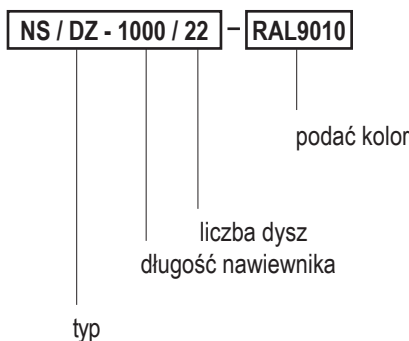 NS / DZ - 1000 / 22 – RAL9010
podać kolor
liczba dysz
długość nawiewnika
typ